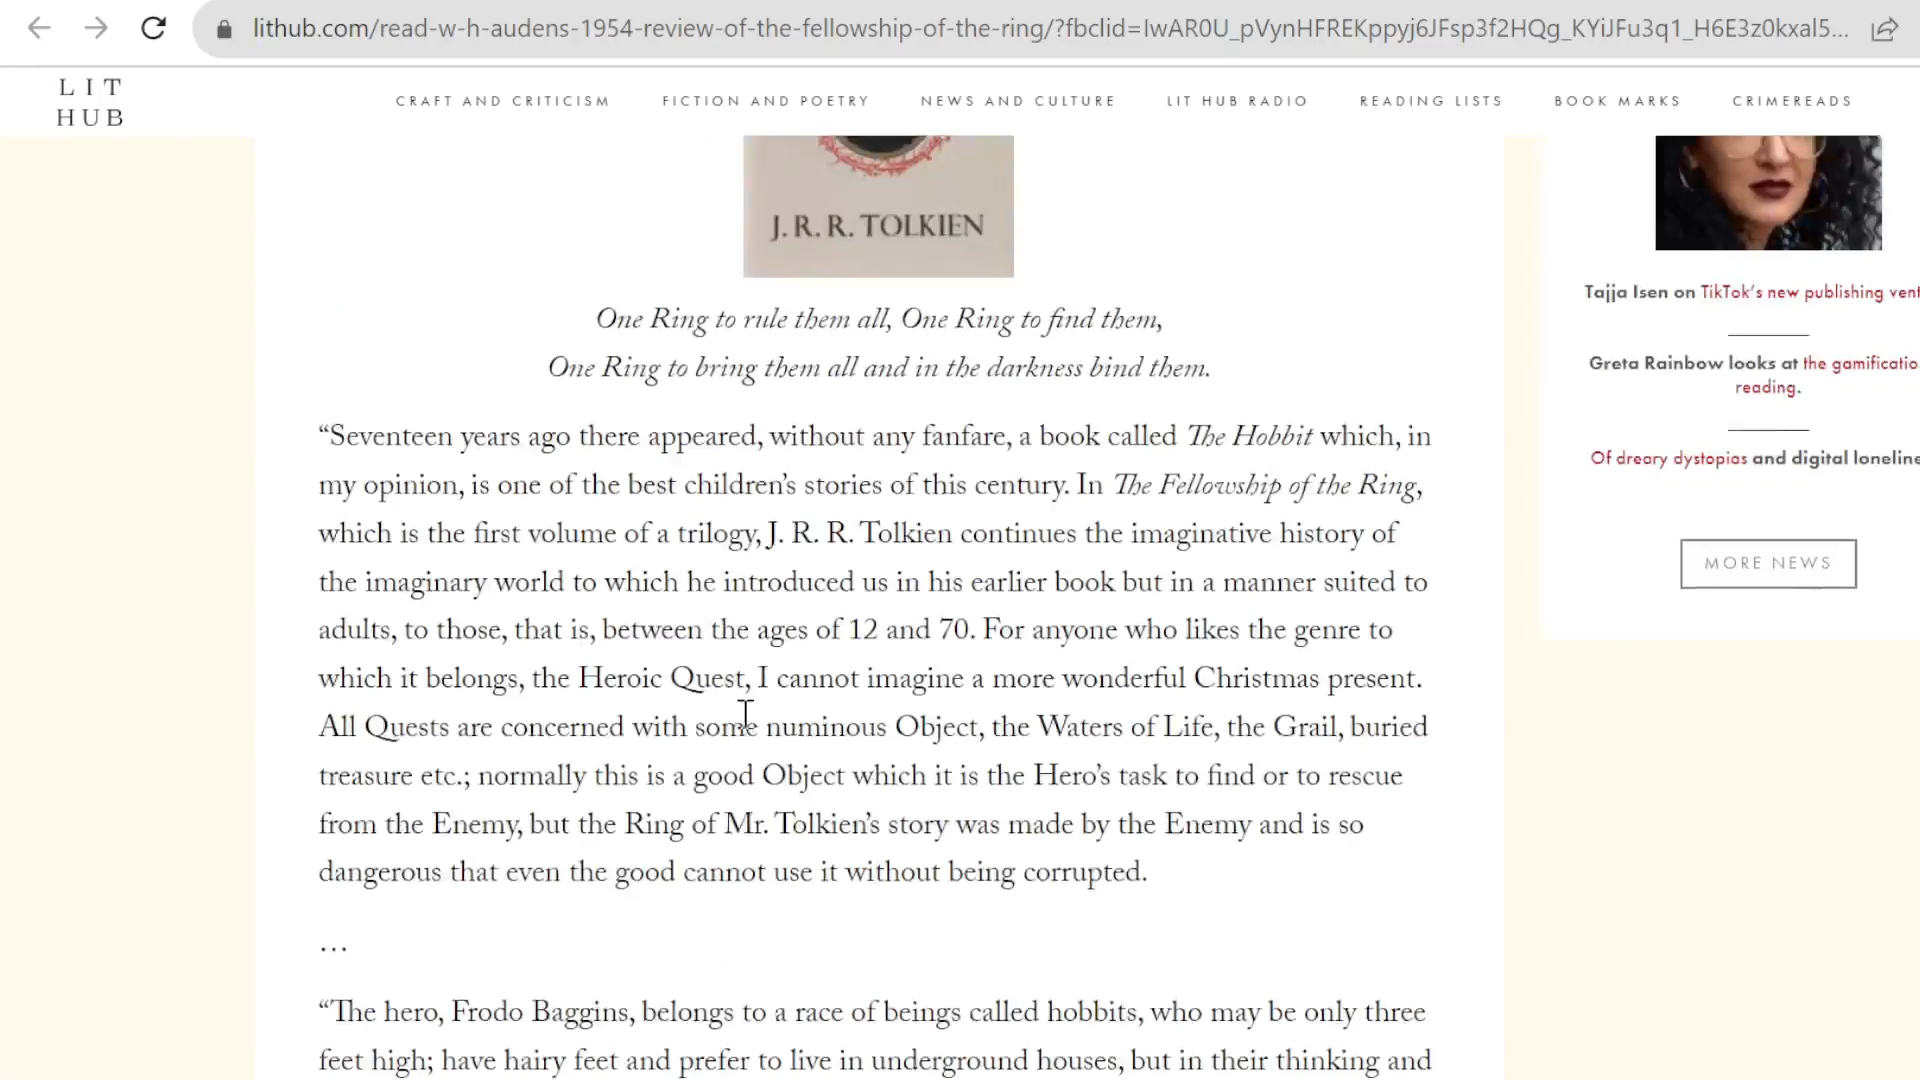 lithub.com/read-w-h-audens-1954-review-of-the-fellowship-of-the-ring/?fbclid=IwAR0U_pVynHFREKppyj6JFsp3f2HQg_KYiJFu3q1_H6E3z0kxal5...
LIT
HUB
CRAFT AND CRITICISM
FICTION AND POETRY
NEWS AND CULTURE
LIT HUB RADIO
READING LISTS
BOOK MARKS
CRIMEREADS
J. R. R. TOLKIEN
One Ring to rule them all, One Ring to find them,
One Ring to bring them all and in the darkness bind them.
“Seventeen years ago there appeared, without any fanfare, a book called The Hobbit which, in
my opinion, is one of the best children’s stories of this century. In The Fellowship of the Ring,
which is the first volume of a trilogy, J. R. R. Tolkien continues the imaginative history of
the imaginary world to which he introduced us in his earlier book but in a manner suited to
adults, to those, that is, between the ages of 12 and 70. For anyone who likes the genre to
which it belongs, the Heroic Quest, I cannot imagine a more wonderful Christmas present.
All Quests are concerned with some numinous Object, the Waters of Life, the Grail, buried
treasure etc.; normally this is a good Object which it is the Hero’s task to find or to rescue
from the Enemy, but the Ring of Mr. Tolkien’s story was made by the Enemy and is so
dangerous that even the good cannot use it without being corrupted.
…
“The hero, Frodo Baggins, belongs to a race of beings called hobbits, who may be only three
feet high; have hairy feet and prefer to live in underground houses, but in their thinking and
Tajja Isen on TikTok’s new publishing vent
Greta Rainbow looks at the gamificatio
reading.
Of dreary dystopias and digital loneline
MORE NEWS